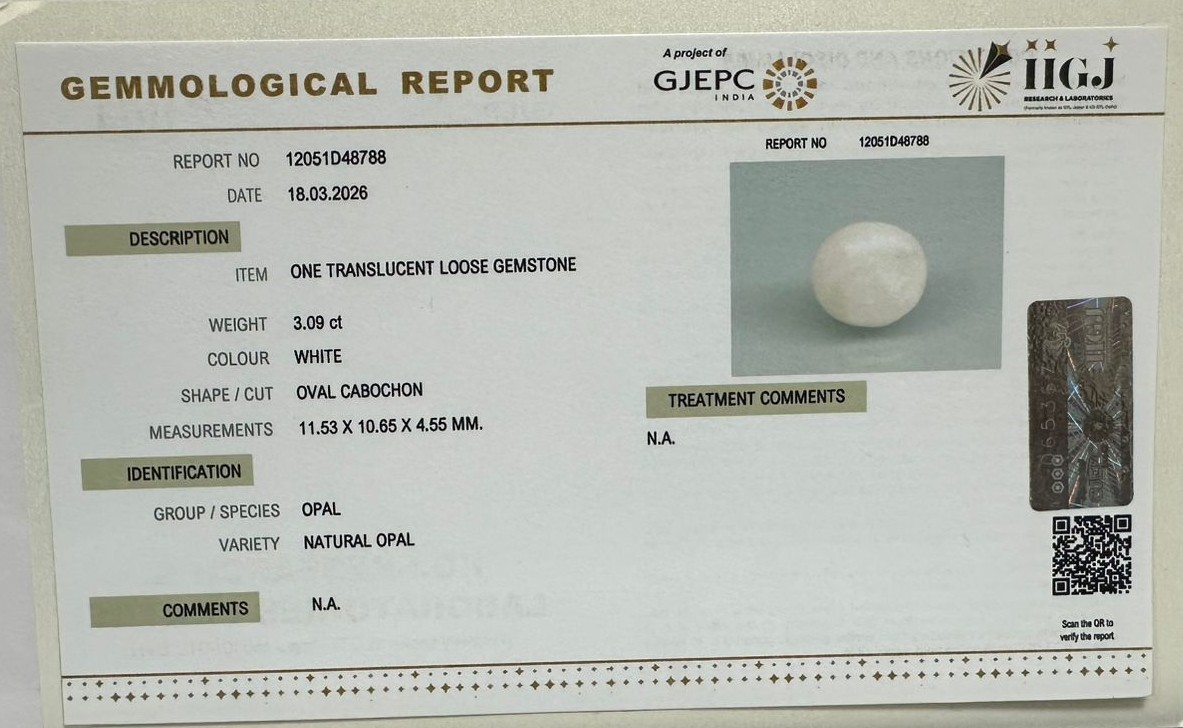 GEMMOLOGICAL REPORT
A project of
GJEPC
INDIA
IIGJ
RESEARCH & LABORATORIES
REPORT NO 12051D48788
DATE 18.03.2026
DESCRIPTION
ITEM ONE TRANSLUCENT LOOSE GEMSTONE
WEIGHT 3.09 ct
COLOUR WHITE
SHAPE / CUT OVAL CABOCHON
MEASUREMENTS 11.53 X 10.65 X 4.55 MM.
IDENTIFICATION
GROUP / SPECIES OPAL
VARIETY NATURAL OPAL
COMMENTS N.A.
REPORT NO 12051D48788
TREATMENT COMMENTS
N.A.
IIGJ
Scan the QR to
verify the report